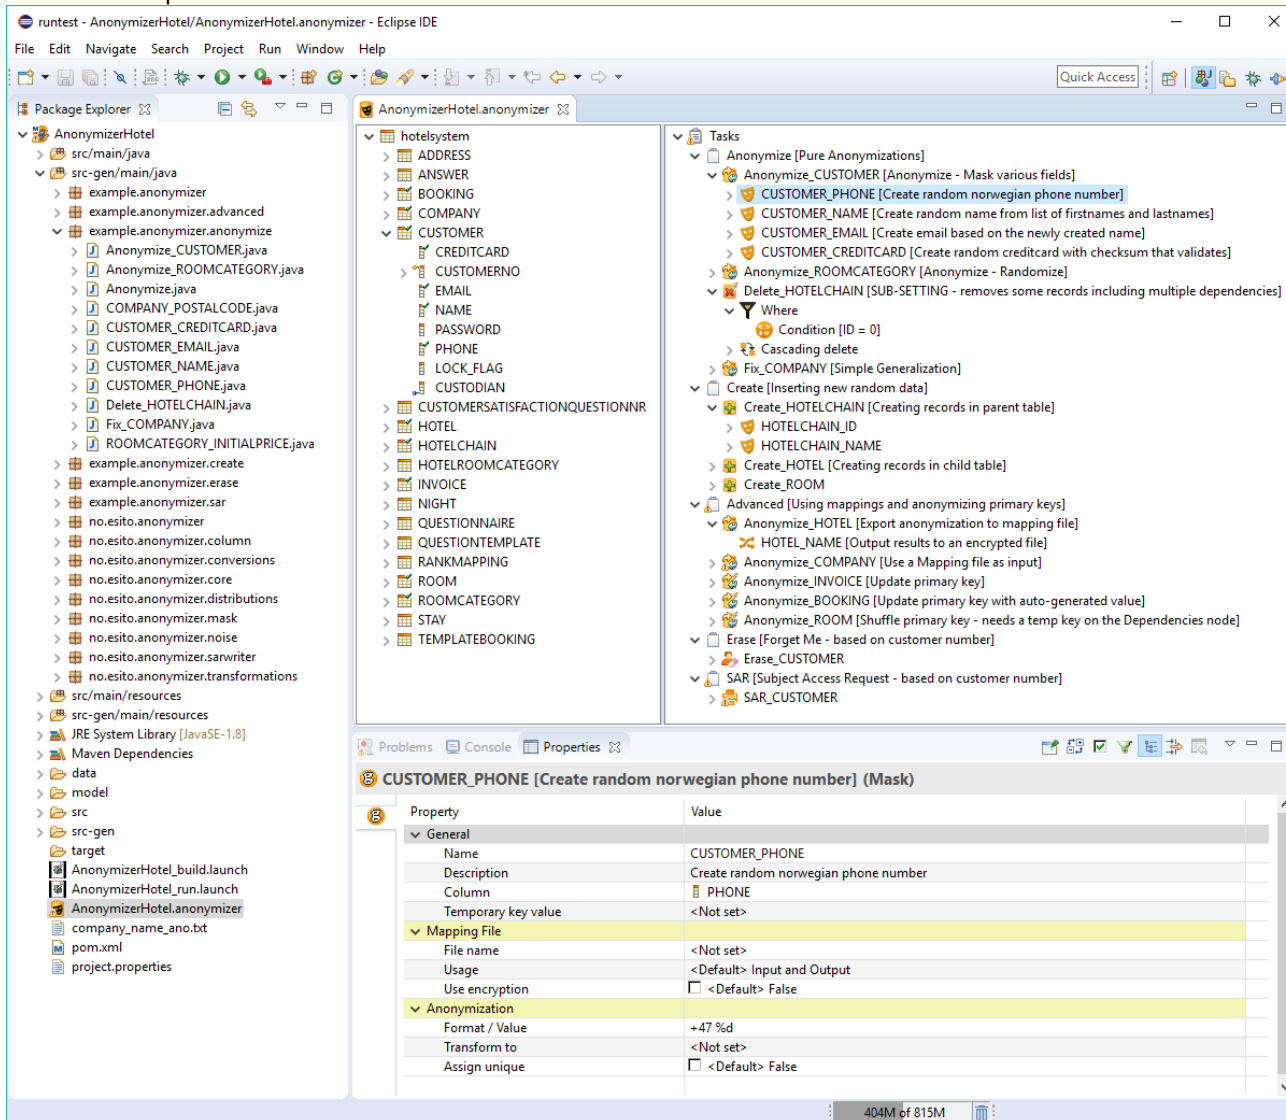 runtest - AnonymizerHotel/AnonymizerHotel.anonymizer - Eclipse IDE
File Edit Navigate Search Project Run Window Help
Quick Access
Package Explorer
AnonymizerHotel
src/main/java
src-gen/main/java
example.anonymizer
example.anonymizer.advanced
example.anonymizer.anonymize
Anonymize_CUSTOMER.java
Anonymize_ROOMCATEGORY.java
Anonymize.java
COMPANY_POSTALCODE.java
CUSTOMER_CREDITCARD.java
CUSTOMER_EMAIL.java
CUSTOMER_NAME.java
CUSTOMER_PHONE.java
Delete_HOTELCHAIN.java
Fix_COMPANY.java
ROOMCATEGORY_INITIALPRICE.java
example.anonymizer.create
example.anonymizer.erase
example.anonymizer.sar
no.esito.anonymizer
no.esito.anonymizer.column
no.esito.anonymizer.conversions
no.esito.anonymizer.core
no.esito.anonymizer.distributions
no.esito.anonymizer.mask
no.esito.anonymizer.noise
no.esito.anonymizer.sarwriter
no.esito.anonymizer.transformations
src/main/resources
src-gen/main/resources
JRE System Library [JavaSE-1.8]
Maven Dependencies
data
model
src
src-gen
target
AnonymizerHotel_build.launch
AnonymizerHotel_run.launch
AnonymizerHotel.anonymizer
company_name_ano.txt
pom.xml
project.properties
AnonymizerHotel.anonymizer
hotelsystem
ADDRESS
ANSWER
BOOKING
COMPANY
CUSTOMER
CREDITCARD
CUSTOMERNO
EMAIL
NAME
PASSWORD
PHONE
LOCK_FLAG
CUSTODIAN
CUSTOMERSATISFACTIONQUESTIONNR
HOTEL
HOTELCHAIN
HOTELROOMCATEGORY
INVOICE
NIGHT
QUESTIONNAIRE
QUESTIONTEMPLATE
RANKMAPPING
ROOM
ROOMCATEGORY
STAY
TEMPLATEBOOKING
Tasks
Anonymize [Pure Anonymizations]
Anonymize_CUSTOMER [Anonymize - Mask various fields]
CUSTOMER_PHONE [Create random norwegian phone number]
CUSTOMER_NAME [Create random name from list of firstnames and lastnames]
CUSTOMER_EMAIL [Create email based on the newly created name]
CUSTOMER_CREDITCARD [Create random creditcard with checksum that validates]
Anonymize_ROOMCATEGORY [Anonymize - Randomize]
Delete_HOTELCHAIN [SUB-SETTING - removes some records including multiple dependencies]
Where
Condition [ID = 0]
Cascading delete
Fix_COMPANY [Simple Generalization]
Create [Inserting new random data]
Create_HOTELCHAIN [Creating records in parent table]
HOTELCHAIN_ID
HOTELCHAIN_NAME
Create_HOTEL [Creating records in child table]
Create_ROOM
Advanced [Using mappings and anonymizing primary keys]
Anonymize_HOTEL [Export anonymization to mapping file]
HOTEL_NAME [Output results to an encrypted file]
Anonymize_COMPANY [Use a Mapping file as input]
Anonymize_INVOICE [Update primary key]
Anonymize_BOOKING [Update primary key with auto-generated value]
Anonymize_ROOM [Shuffle primary key - needs a temp key on the Dependencies node]
Erase [Forget Me - based on customer number]
Erase_CUSTOMER
SAR [Subject Access Request - based on customer number]
SAR_CUSTOMER
Problems Console Properties
CUSTOMER_PHONE [Create random norwegian phone number] (Mask)
Property Value
General
Name CUSTOMER_PHONE
Description Create random norwegian phone number
Column PHONE
Temporary key value <Not set>
Mapping File
File name <Not set>
Usage <Default> Input and Output
Use encryption <Default> False
Anonymization
Format / Value +47 %d
Transform to <Not set>
Assign unique <Default> False
404M of 815M